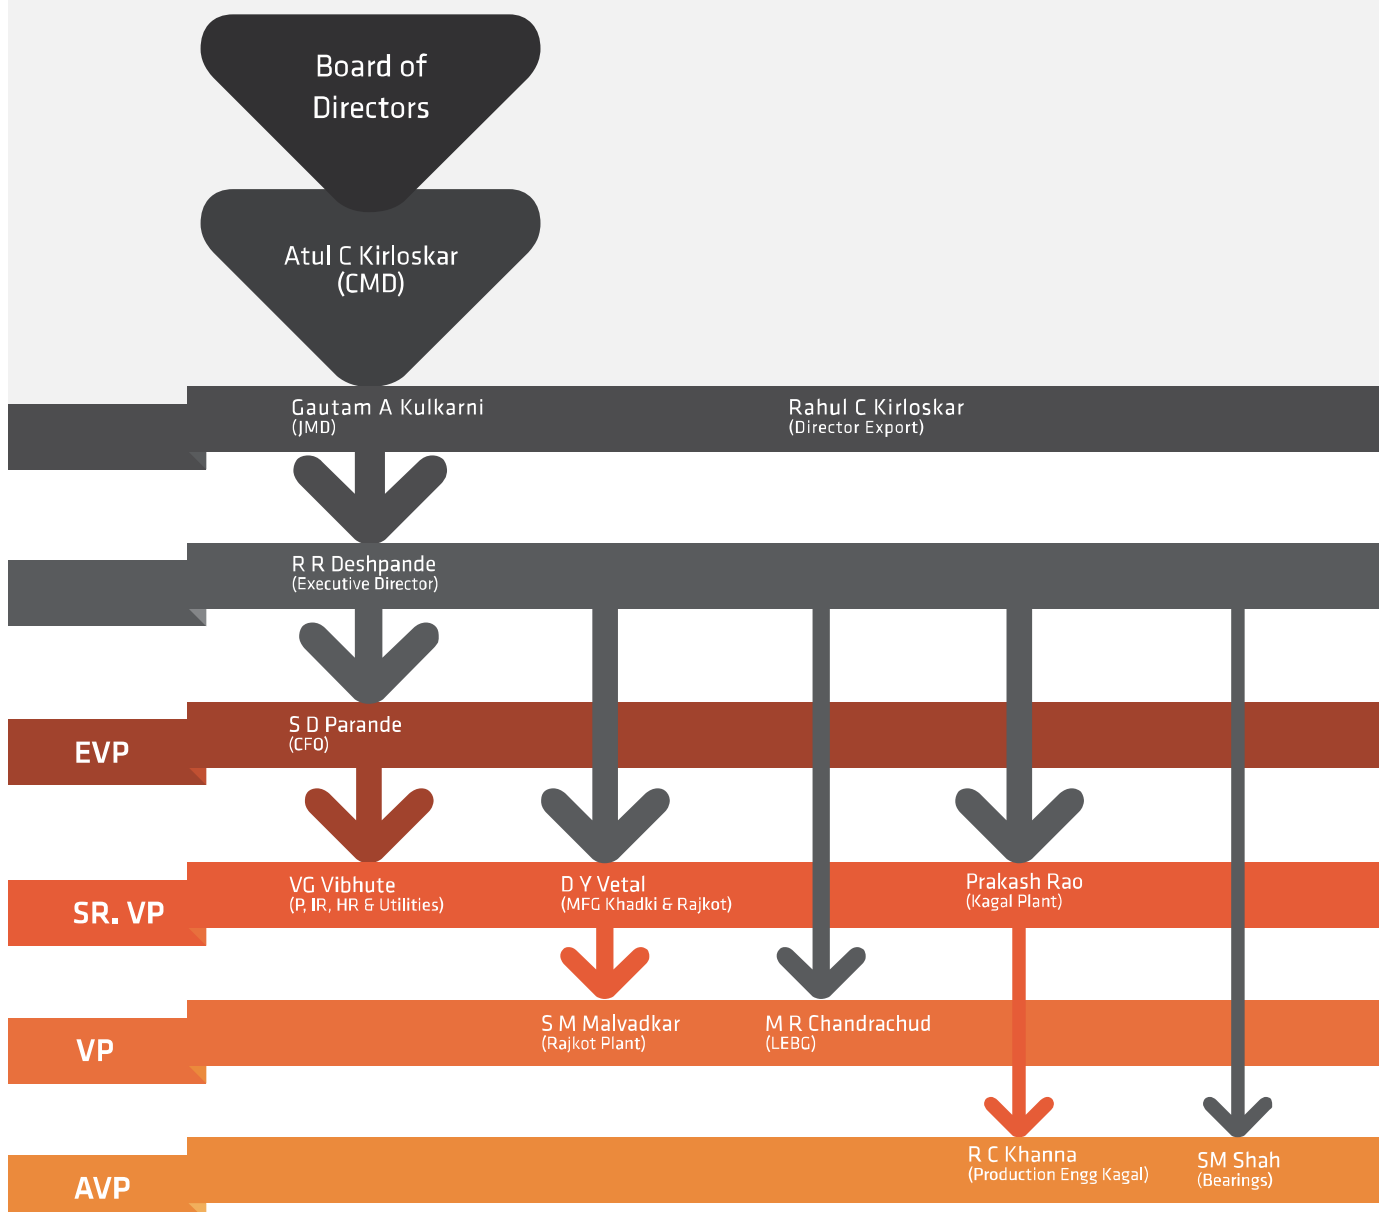 Board of
Directors
Atul C Kirloskar
(CMD)
Gautam A Kulkarni
(JMD)
Rahul C Kirloskar
(Director Export)
R R Deshpande
(Executive Director)
EVP
S D Parande
(CFO)
SR. VP
VG Vibhute
(P, IR, HR & Utilities)
D Y Vetal
(MFG Khadki & Rajkot)
Prakash Rao
(Kagal Plant)
VP
S M Malvadkar
(Rajkot Plant)
M R Chandrachud
(LEBG)
AVP
R C Khanna
(Production Engg Kagal)
SM Shah
(Bearings)